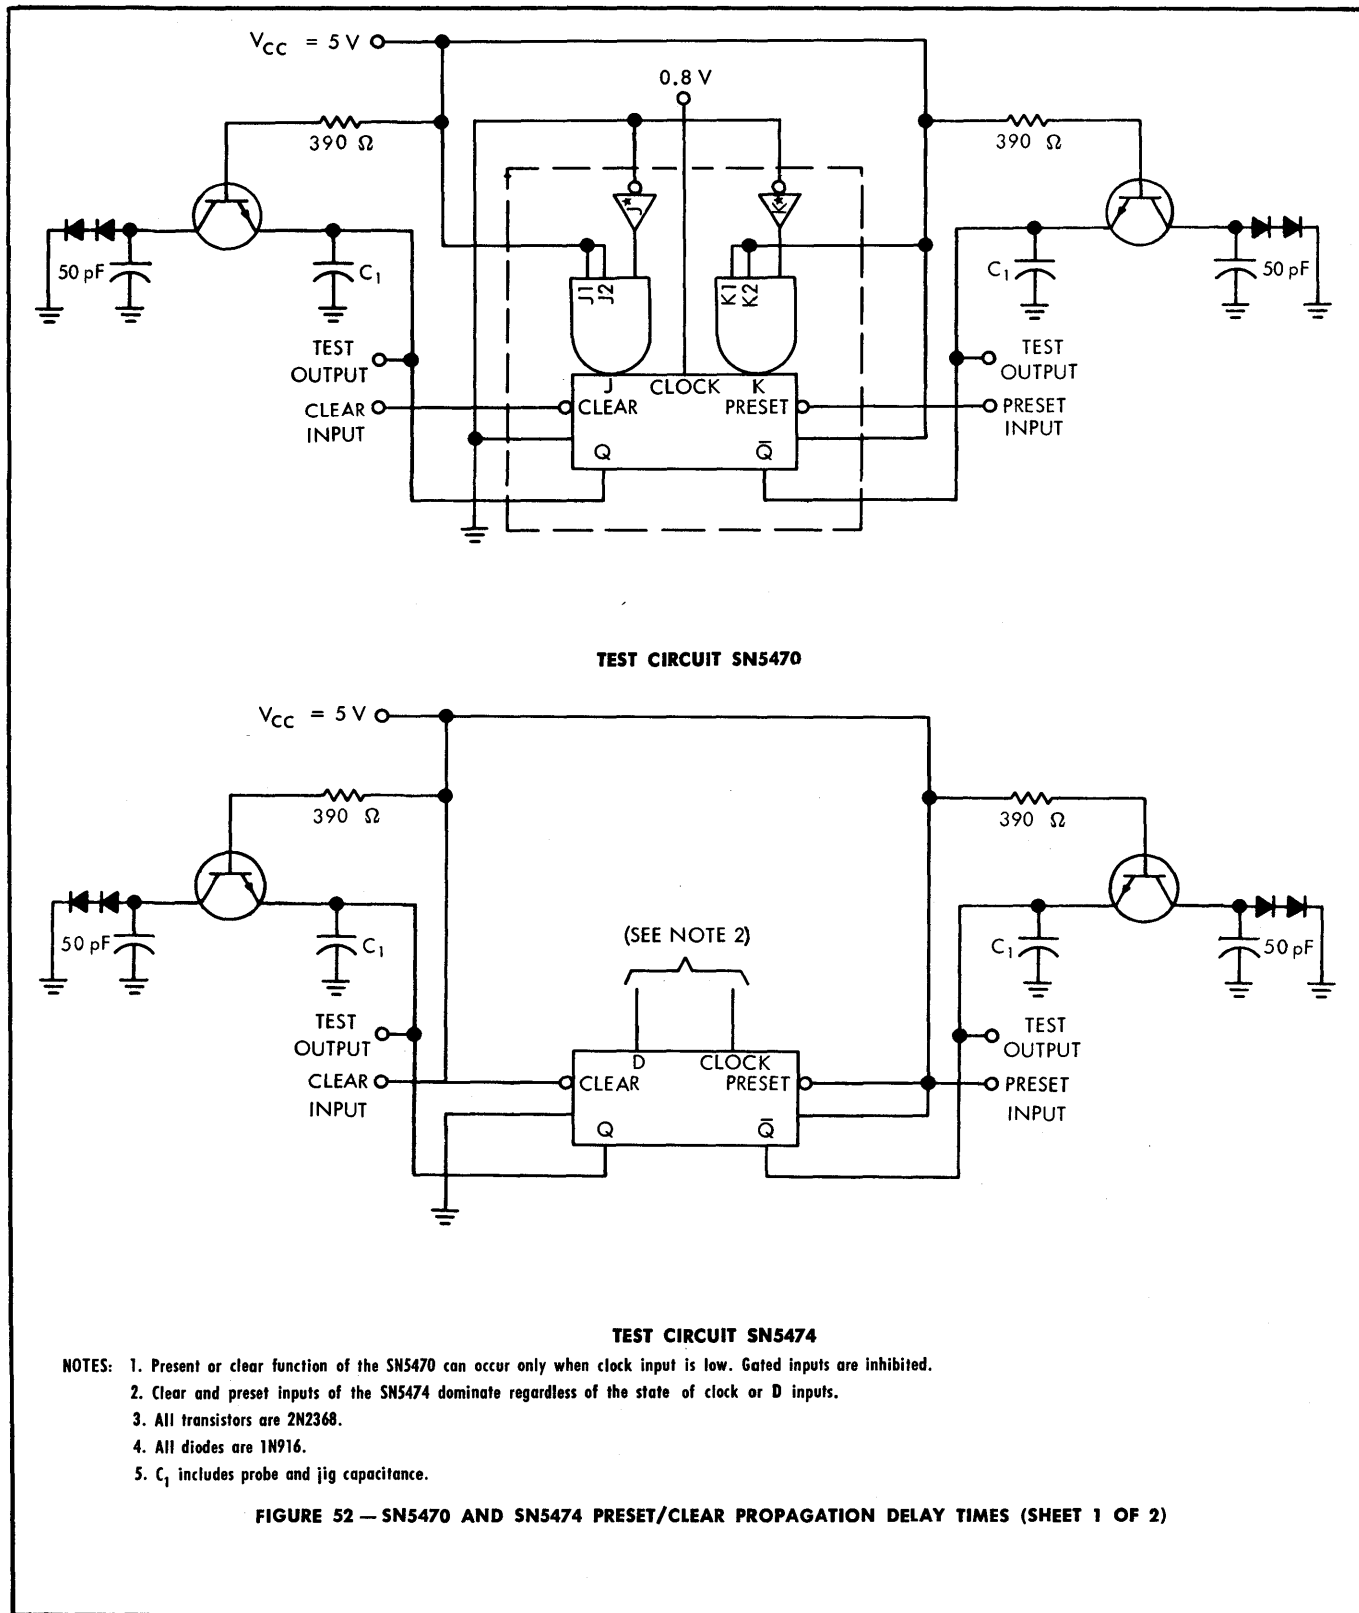 V_CC = 5 V
0.8 V
390 Ω
390 Ω
J*
K*
50 pF
C₁
J1
J2
K1
K2
C₁
50 pF
TEST
OUTPUT
TEST
OUTPUT
J
CLOCK
K
CLEAR
INPUT
CLEAR
PRESET
PRESET
INPUT
Q
Q̅
TEST CIRCUIT SN5470
V_CC = 5 V
390 Ω
390 Ω
50 pF
C₁
(SEE NOTE 2)
C₁
50 pF
TEST
OUTPUT
TEST
OUTPUT
D
CLOCK
CLEAR
INPUT
CLEAR
PRESET
PRESET
INPUT
Q
Q̅
TEST CIRCUIT SN5474
NOTES: 1. Present or clear function of the SN5470 can occur only when clock input is low. Gated inputs are inhibited.
2. Clear and preset inputs of the SN5474 dominate regardless of the state of clock or D inputs.
3. All transistors are 2N2368.
4. All diodes are 1N916.
5. C₁ includes probe and jig capacitance.
FIGURE 52 — SN5470 AND SN5474 PRESET/CLEAR PROPAGATION DELAY TIMES (SHEET 1 OF 2)